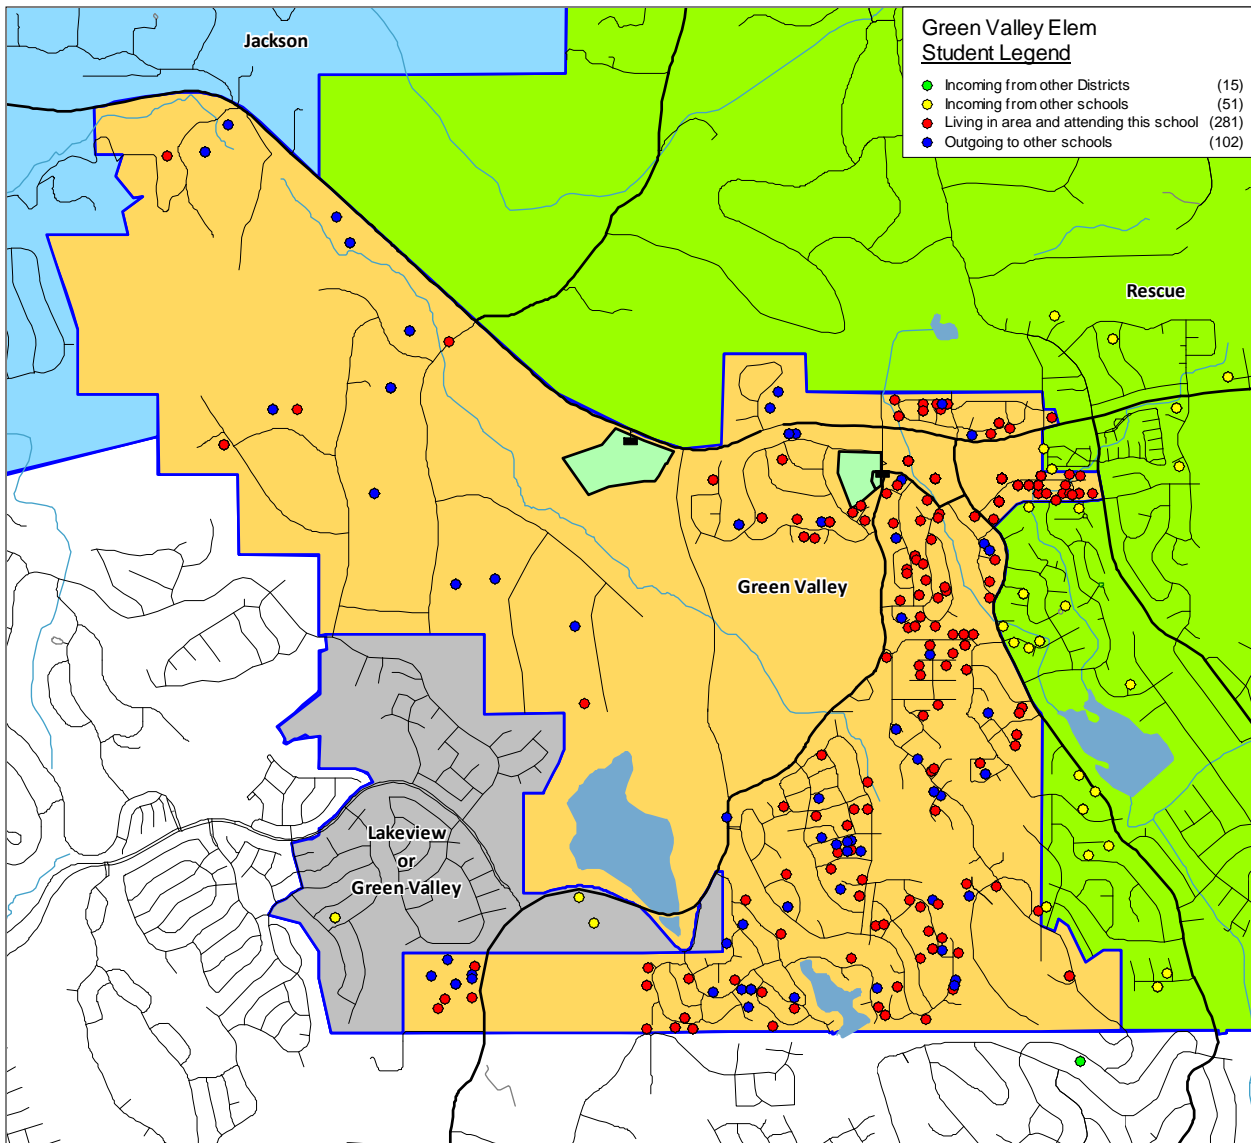 Jackson
Green Valley Elem
Student Legend
Incoming from other Districts (15)
Incoming from other schools (51)
Living in area and attending this school (281)
Outgoing to other schools (102)
Rescue
Green Valley
Lakeview
or
Green Valley